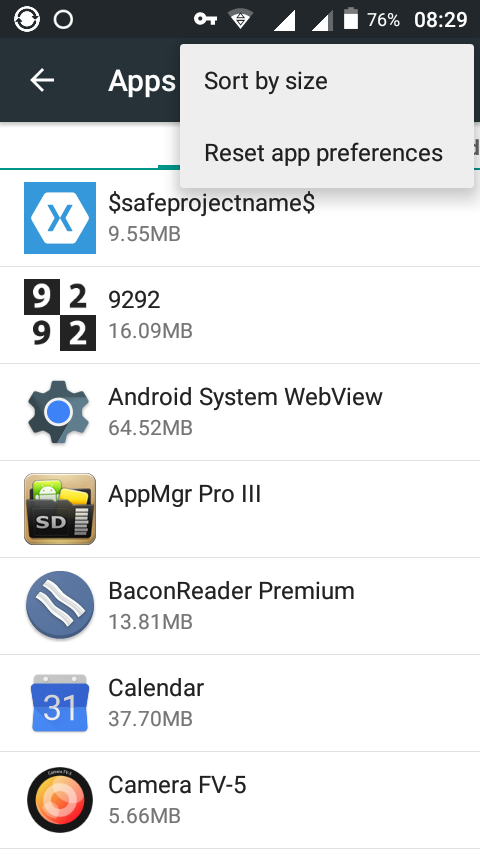 76% 08:29
Apps
Sort by size
Reset app preferences
$safeprojectname$
9.55MB
9 2
9 2
9292
16.09MB
Android System WebView
64.52MB
SD
AppMgr Pro III
BaconReader Premium
13.81MB
31
Calendar
37.70MB
Camera FV-5
Camera FV-5
5.66MB